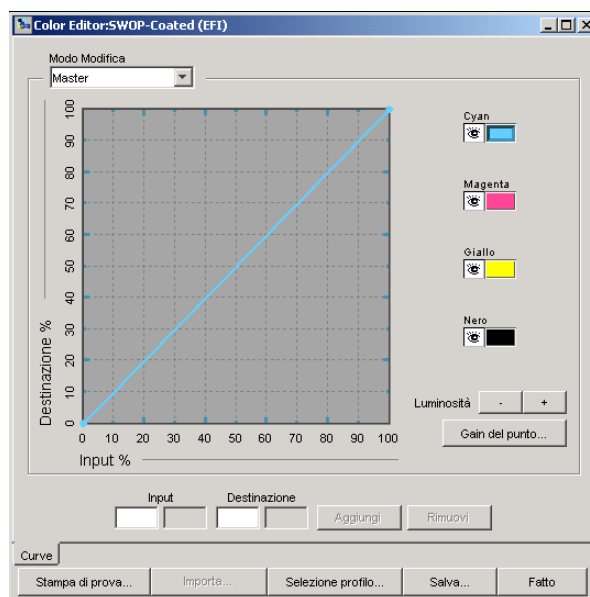 Color Editor:SWOP-Coated (EFI)
Modo Modifica
Master
Destinazione %
100
90
80
70
60
50
40
30
20
10
0
0 10 20 30 40 50 60 70 80 90 100
Input %
Cyan
Magenta
Giallo
Nero
Luminosità - +
Gain del punto...
Input Destinazione
Aggiungi Rimuovi
Curve
Stampa di prova... Importa... Selezione profilo... Salva... Fatto